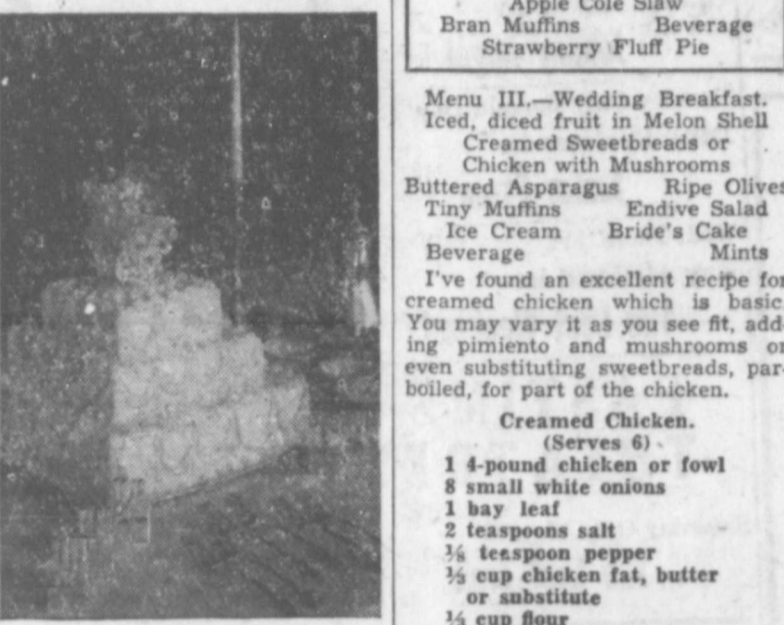 Apple Cole Slaw
Bran Muffins Beverage
Strawberry Fluff Pie
Menu III.—Wedding Breakfast.
Iced, diced fruit in Melon Shell
Creamed Sweetbreads or
Chicken with Mushrooms
Buttered Asparagus Ripe Olives
Tiny Muffins Endive Salad
Ice Cream Bride's Cake
Beverage Mints
I've found an excellent recipe for
creamed chicken which is basic.
You may vary it as you see fit, add-
ing pimiento and mushrooms or
even substituting sweetbreads, par-
boiled, for part of the chicken.
Creamed Chicken.
(Serves 6)
1 4-pound chicken or fowl
8 small white onions
1 bay leaf
2 teaspoons salt
⅛ teaspoon pepper
⅓ cup chicken fat, butter
or substitute
cup flour